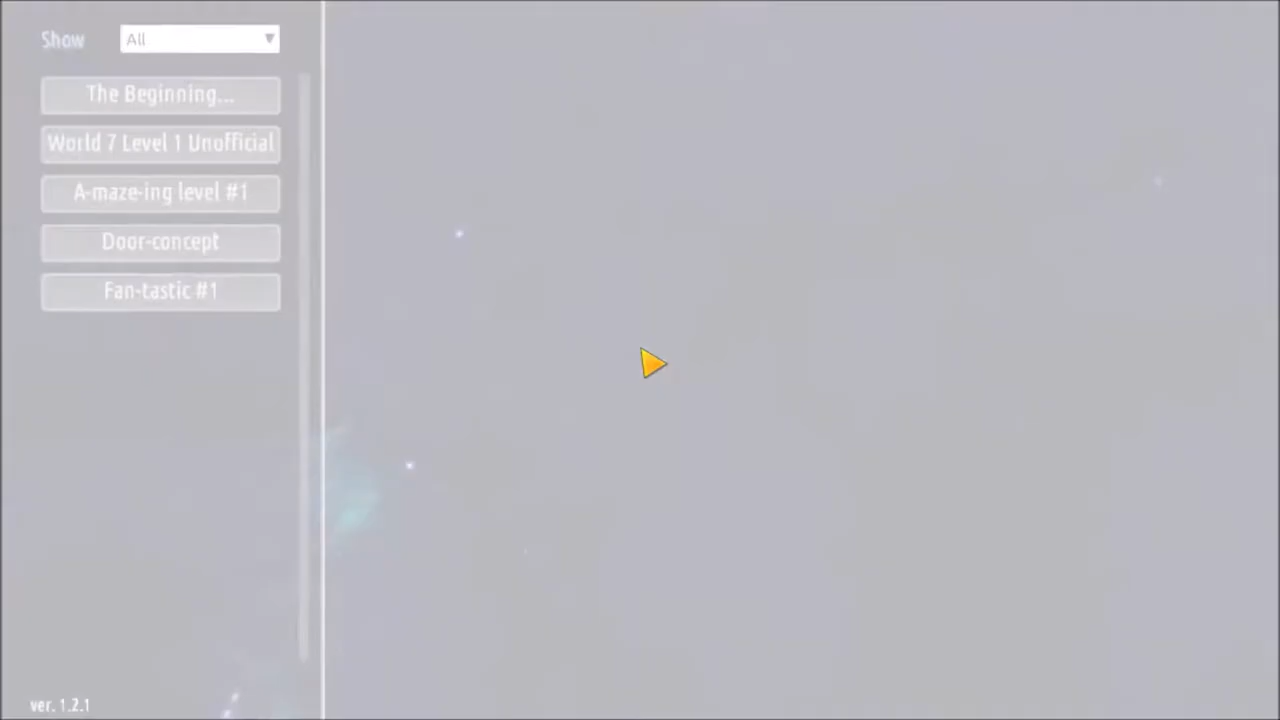 Show All
The Beginning...
World 7 Level 1 Unofficial
A-maze-ing level #1
Door-concept
Fan-tastic #1
ver. 1.2.1